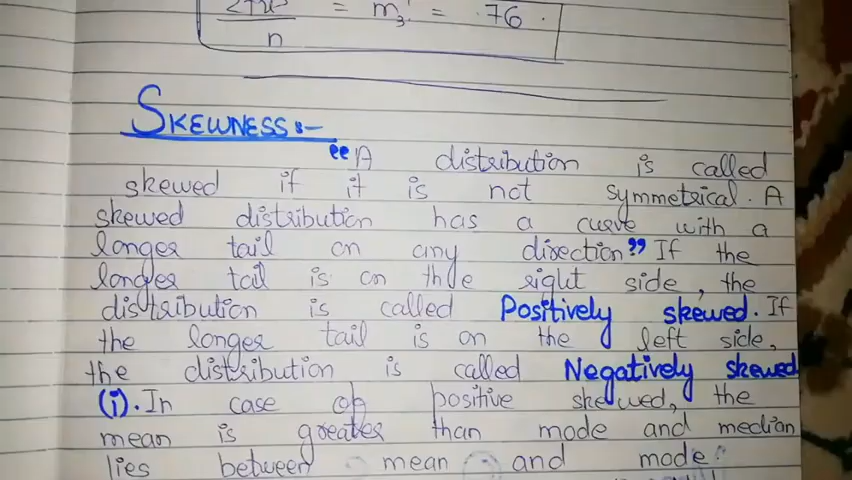 = m₃' = .76.
n
SKEWNESS:-
"A distribution is called
skewed if it is not symmetrical. A
skewed distribution has a curve with a
longer tail on any direction" If the
longer tail is on the right side, the
distribution is called Positively skewed. If
the longer tail is on the left side,
the distribution is called Negatively skewed
(i). In case of positive skewed, the
mean is greater than mode and median
lies between mean and mode.